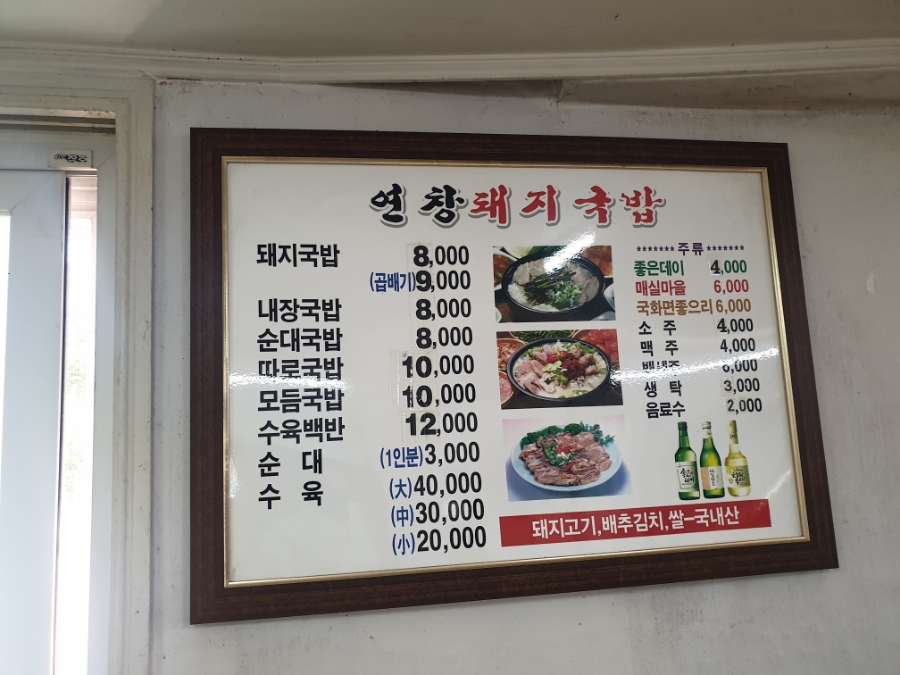 연창돼지국밥
돼지국밥 8,000
(곱배기) 9,000
내장국밥 8,000
순대국밥 8,000
따로국밥 10,000
모듬국밥 10,000
수육백반 12,000
순 대 (1인분) 3,000
수 육 (大) 40,000
(中) 30,000
(小) 20,000
******* 주류 *******
좋은데이 4,000
매실마을 6,000
국화면좋으리 6,000
소 주 4,000
맥 주 4,000
생 탁 3,000
음료수 2,000
돼지고기,배추김치,쌀-국내산